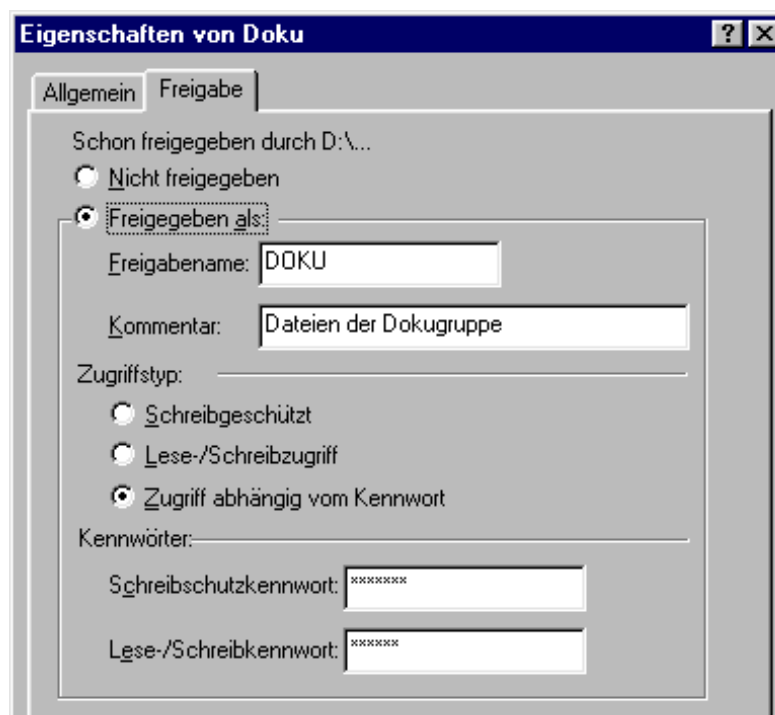 Eigenschaften von Doku
Allgemein Freigabe
Schon freigegeben durch D:\...
Nicht freigegeben
Freigegeben als:
Freigabename: DOKU
Kommentar: Dateien der Dokugruppe
Zugriffstyp:
Schreibgeschützt
Lese-/Schreibzugriff
Zugriff abhängig vom Kennwort
Kennwörter:
Schreibschutzkennwort: *******
Lese-/Schreibkennwort: ******